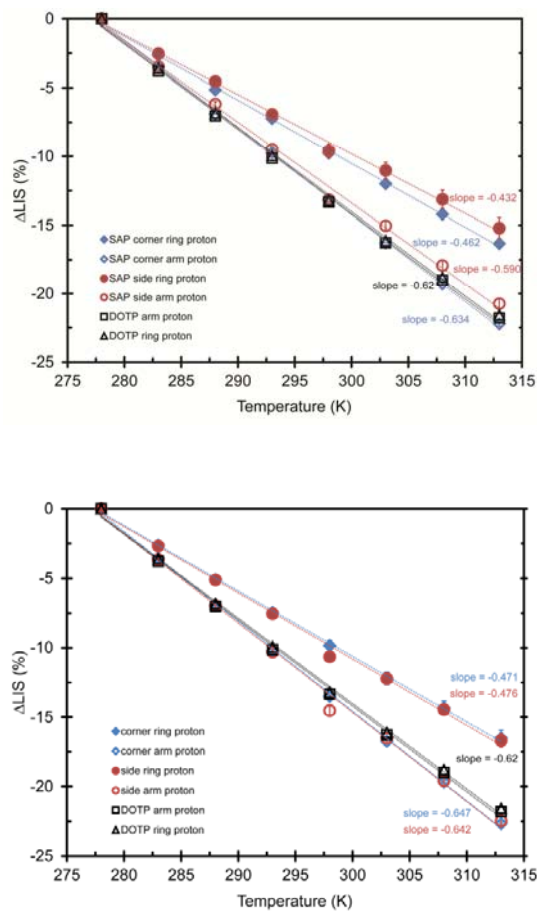 0
-5
-10
-15
-20
-25
ΔLIS (%)
slope = -0.432
slope = -0.462
slope = -0.590
slope = -0.62
slope = -0.634
SAP corner ring proton
SAP corner arm proton
SAP side ring proton
SAP side arm proton
DOTP arm proton
DOTP ring proton
275 280 285 290 295 300 305 310 315
Temperature (K)
0
-5
-10
-15
-20
-25
ΔLIS (%)
slope = -0.471
slope = -0.476
slope = -0.62
slope = -0.647
slope = -0.642
corner ring proton
corner arm proton
side ring proton
side arm proton
DOTP arm proton
DOTP ring proton
275 280 285 290 295 300 305 310 315
Temperature (K)